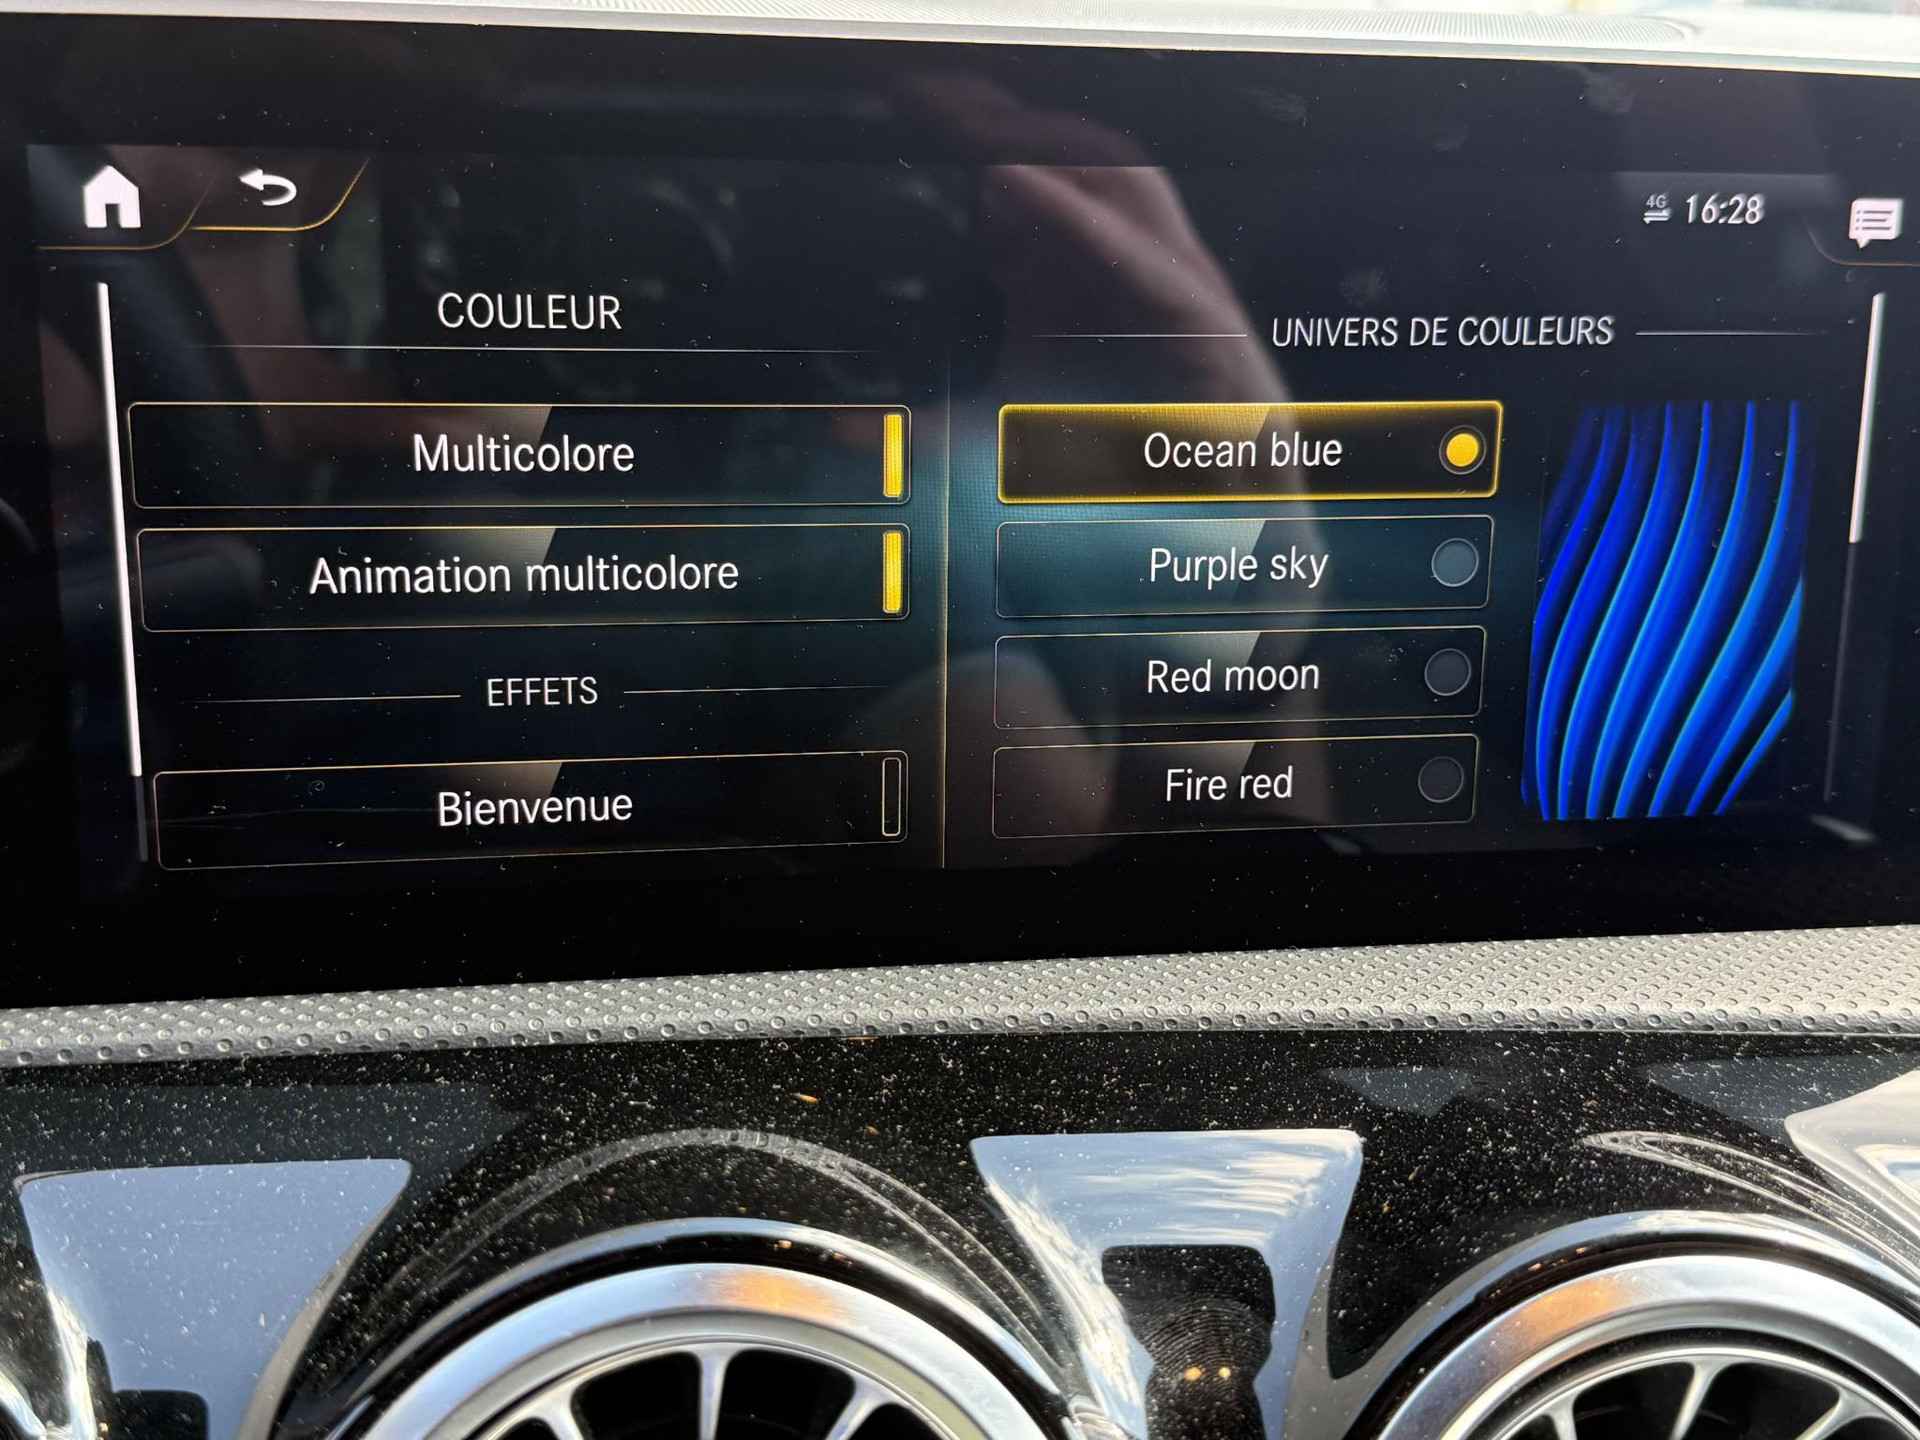 4G 16:28
COULEUR
Multicolore
Animation multicolore
EFFETS
Bienvenue
UNIVERS DE COULEURS
Ocean blue
Purple sky
Red moon
Fire red